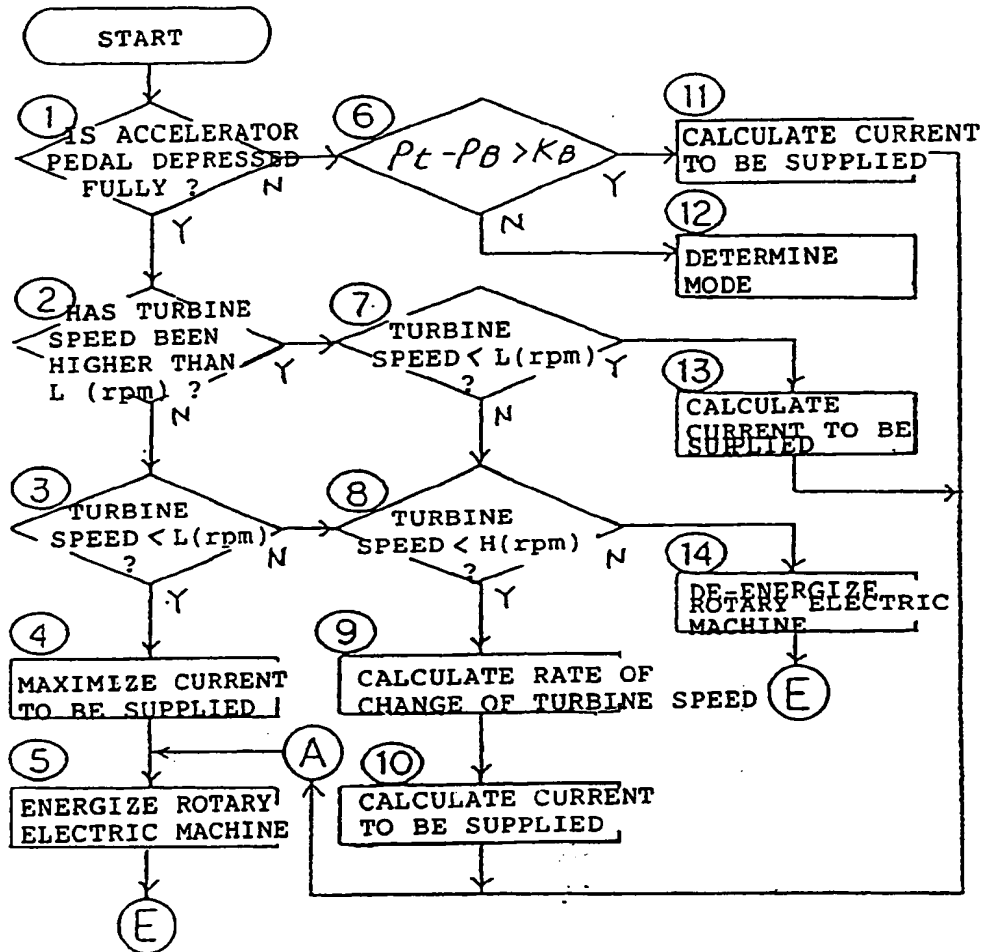 START
1
IS ACCELERATOR
PEDAL DEPRESSED
FULLY ?
N
Y
6
Pt-PB>KB
Y
N
11
CALCULATE CURRENT
TO BE SUPPLIED
12
DETERMINE
MODE
2
HAS TURBINE
SPEED BEEN
HIGHER THAN
L (rpm) ?
Y
N
7
TURBINE
SPEED < L(rpm)
?
Y
N
13
CALCULATE
CURRENT TO BE
SUPPLIED
3
TURBINE
SPEED < L(rpm)
?
N
Y
8
TURBINE
SPEED < H(rpm)
?
N
Y
14
DE-ENERGIZE
ROTARY ELECTRIC
MACHINE
E
4
MAXIMIZE CURRENT
TO BE SUPPLIED
9
CALCULATE RATE OF
CHANGE OF TURBINE SPEED
A
5
ENERGIZE ROTARY
ELECTRIC MACHINE
10
CALCULATE CURRENT
TO BE SUPPLIED
E